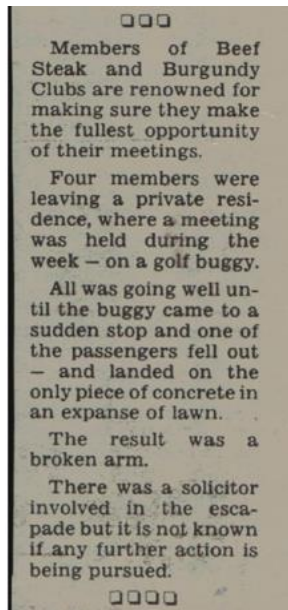 Members of Beef
Steak and Burgundy
Clubs are renowned for
making sure they make
the fullest opportunity
of their meetings.
Four members were
leaving a private resi-
dence, where a meeting
was held during the
week — on a golf buggy.
All was going well un-
til the buggy came to a
sudden stop and one of
the passengers fell out
— and landed on the
only piece of concrete in
an expanse of lawn.
The result was a
broken arm.
There was a solicitor
involved in the esca-
pade but it is not known
if any further action is
being pursued.